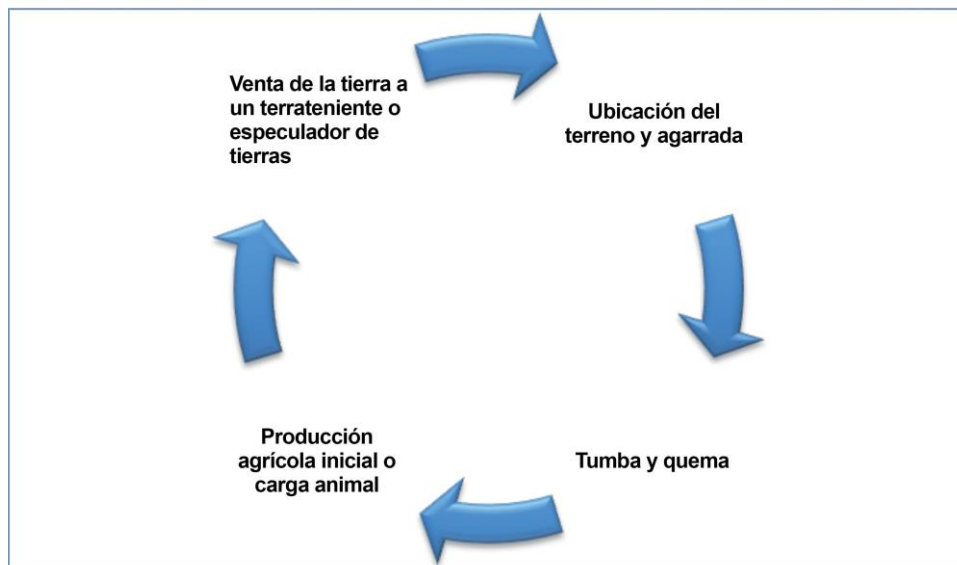 Venta de la tierra a
un terrateniente o
especulador de
tierras
Ubicación del
terreno y agarrada
Tumba y quema
Producción
agrícola inicial o
carga animal